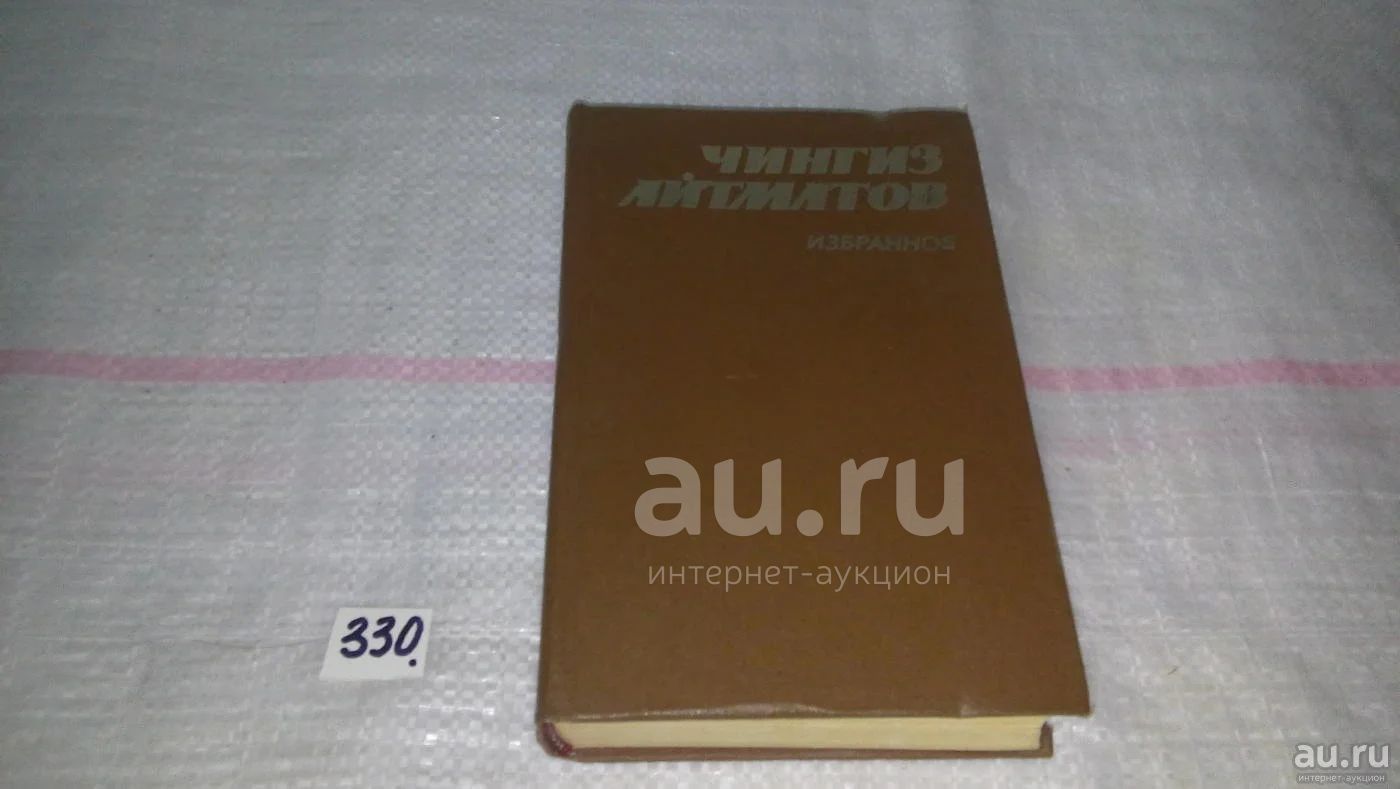 ЧИНГИЗ
АЙТМАТОВ
ИЗБРАННОЕ
au.ru
интернет-аукцион
330.
au.ru
интернет-аукцион